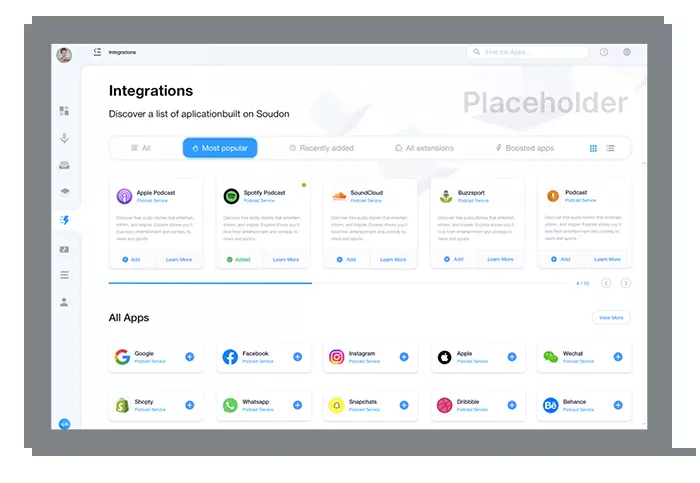 Integrations
Find the Apps...
Integrations
Discover a list of aplicationbuilt on Soudon
Placeholder
All
Most popular
Recently added
All extensions
Boosted apps
Apple Podcast
Podcast Service
Discover free audio stories that entertain,
inform, and inspire. Explore shows you'll
love from entertainment and comedy to
news and sports.
Add
Learn More
Spotify Podcast
Podcast Service
Discover free audio stories that entertain,
inform, and inspire. Explore shows you'll
love from entertainment and comedy to
news and sports.
Added
Learn More
SoundCloud
Podcast Service
Discover free audio stories that entertain,
inform, and inspire. Explore shows you'll
love from entertainment and comedy to
news and sports.
Add
Learn More
Buzzsport
Podcast Service
Discover free audio stories that entertain,
inform, and inspire. Explore shows you'll
love from entertainment and comedy to
news and sports.
Add
Learn More
Podcast
Podcast Service
Discover free audio stories that entertain,
inform, and inspire. Explore shows you'll
love from entertainment and comedy to
news and sports.
Add
Learn More
4 / 10
All Apps
View More
Google
Podcast Service
Facebook
Podcast Service
Instagram
Podcast Service
Apple
Podcast Service
Wechat
Podcast Service
Shopty
Podcast Service
Whatsapp
Podcast Service
Snapchats
Podcast Service
Dribbble
Podcast Service
Behance
Podcast Service